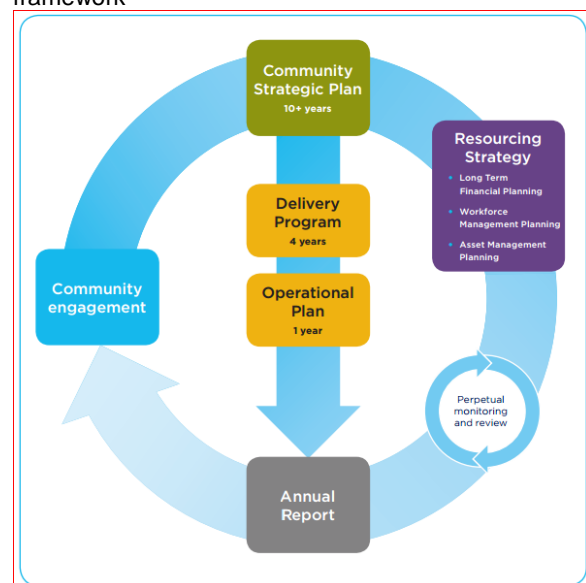 framework
Community
Strategic Plan
10+ years
Resourcing
Strategy
• Long Term
Financial Planning
• Workforce
Management Planning
• Asset Management
Planning
Delivery
Program
4 years
Community
engagement
Operational
Plan
1 year
Perpetual
monitoring
and review
Annual
Report